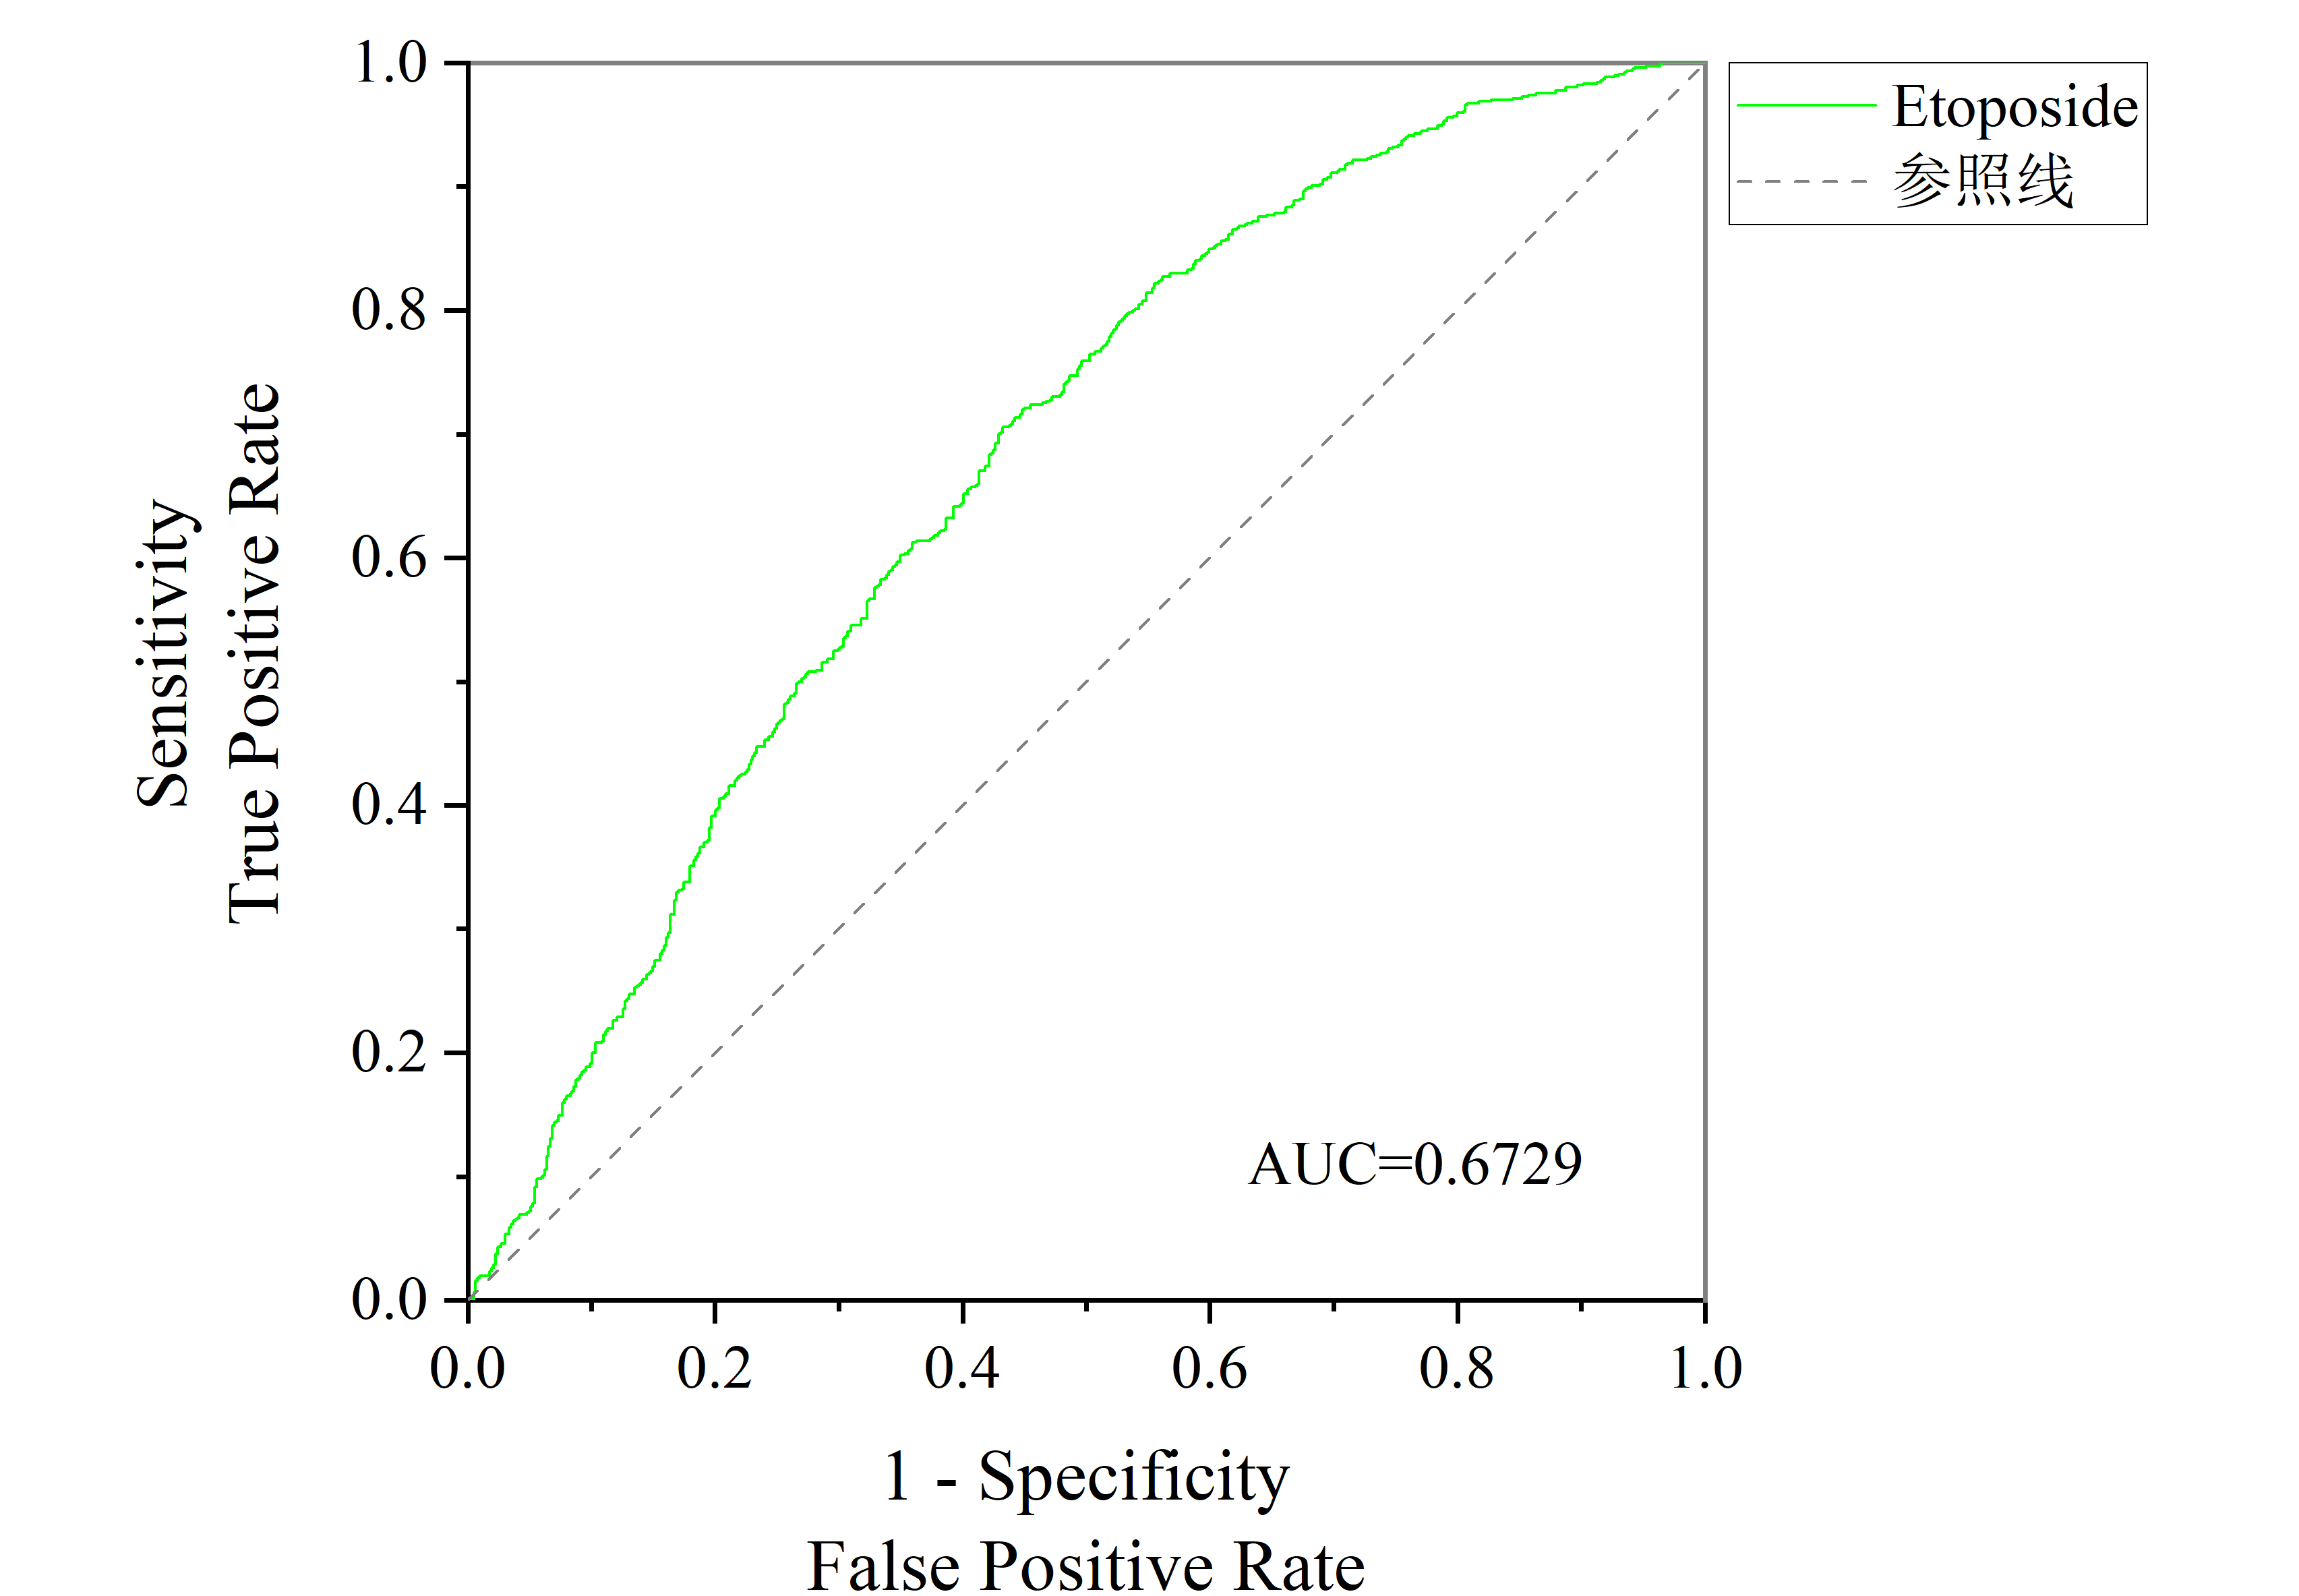 Sensitivity
True Positive Rate
1.0
0.8
0.6
0.4
0.2
0.0
0.0 0.2 0.4 0.6 0.8 1.0
1 - Specificity
False Positive Rate
AUC=0.6729
Etoposide
参照线